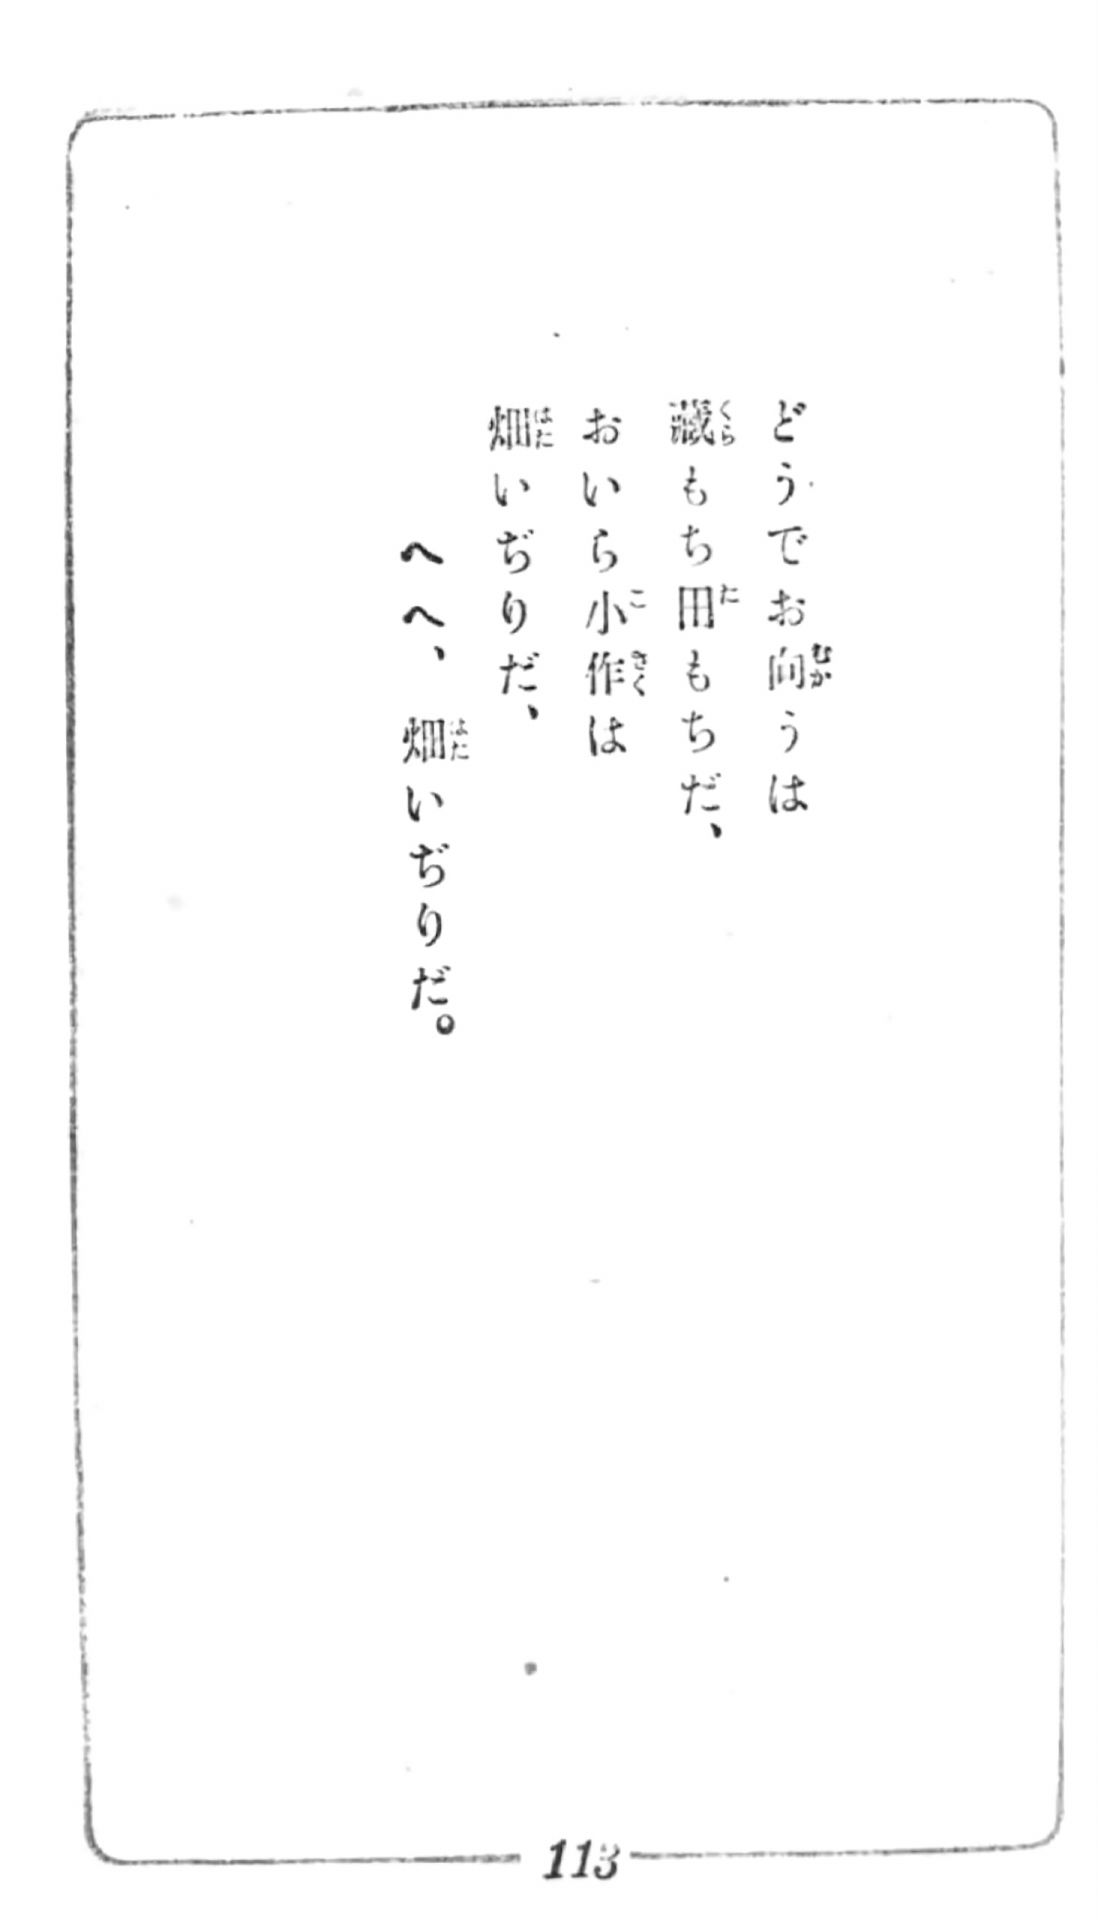 どうでお向うは
藏もち田もちだ、
おいら小作は
畑いぢりだ、
へへ、畑いぢりだ。
113